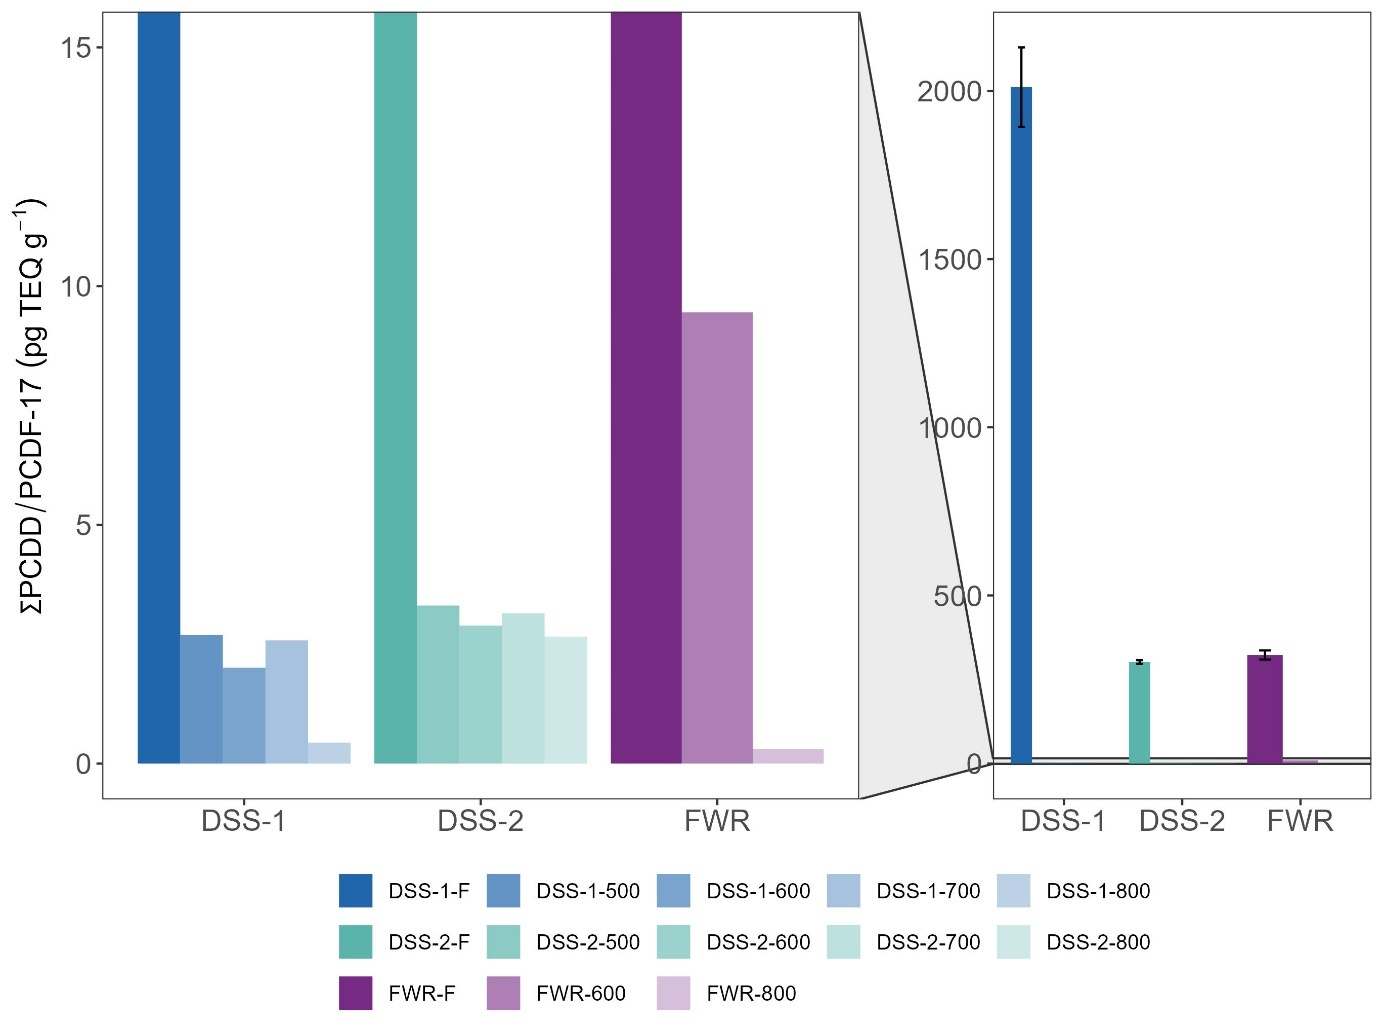 ΣPCDD/PCDF-17 (pg TEQ g⁻¹)
15
10
5
0
DSS-1 DSS-2 FWR
2000
1500
1000
500
0
DSS-1 DSS-2 FWR
DSS-1-F DSS-1-500 DSS-1-600 DSS-1-700 DSS-1-800
DSS-2-F DSS-2-500 DSS-2-600 DSS-2-700 DSS-2-800
FWR-F FWR-600 FWR-800